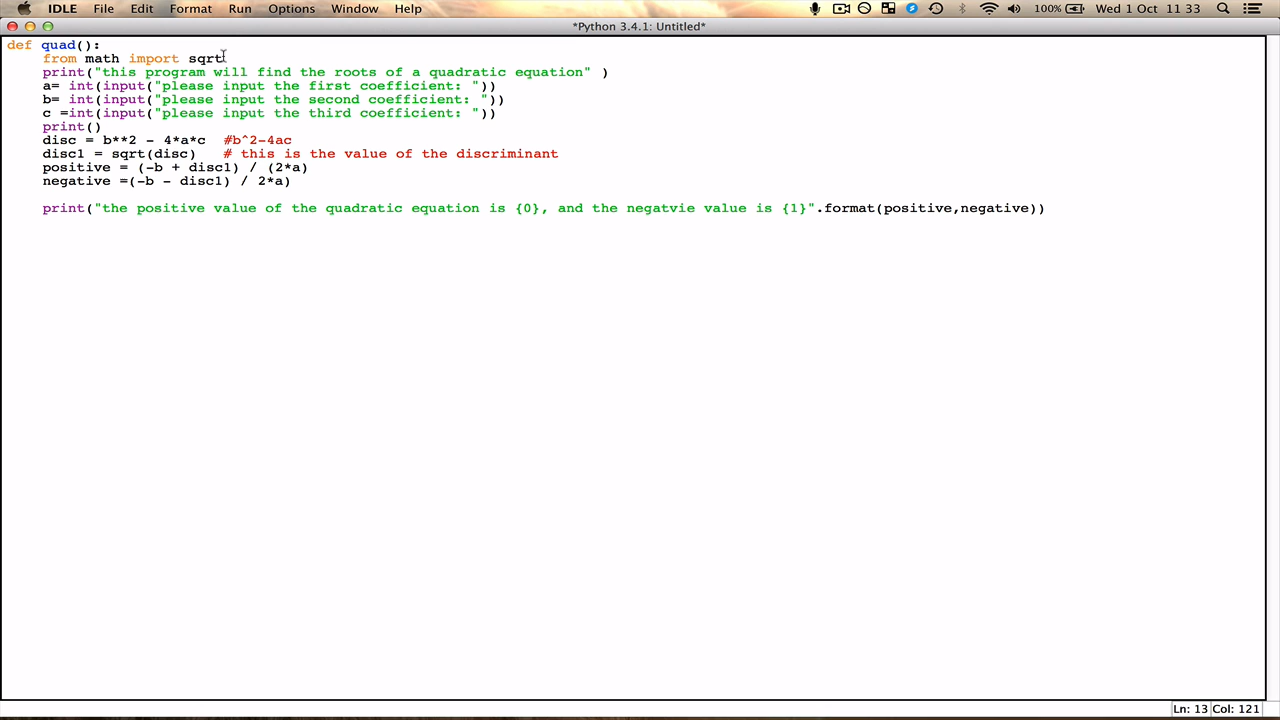 IDLE File Edit Format Run Options Window Help 100% Wed 1 Oct 11 33
*Python 3.4.1: Untitled*
def quad():
from math import sqrt
print("this program will find the roots of a quadratic equation" )
a= int(input("please input the first coefficient: "))
b= int(input("please input the second coefficient: "))
c =int(input("please input the third coefficient: "))
print()
disc = b**2 - 4*a*c #b^2-4ac
disc1 = sqrt(disc) # this is the value of the discriminant
positive = (-b + disc1) / (2*a)
negative =(-b - disc1) / 2*a)
print("the positive value of the quadratic equation is {0}, and the negatvie value is {1}".format(positive,negative))
Ln: 13 Col: 121